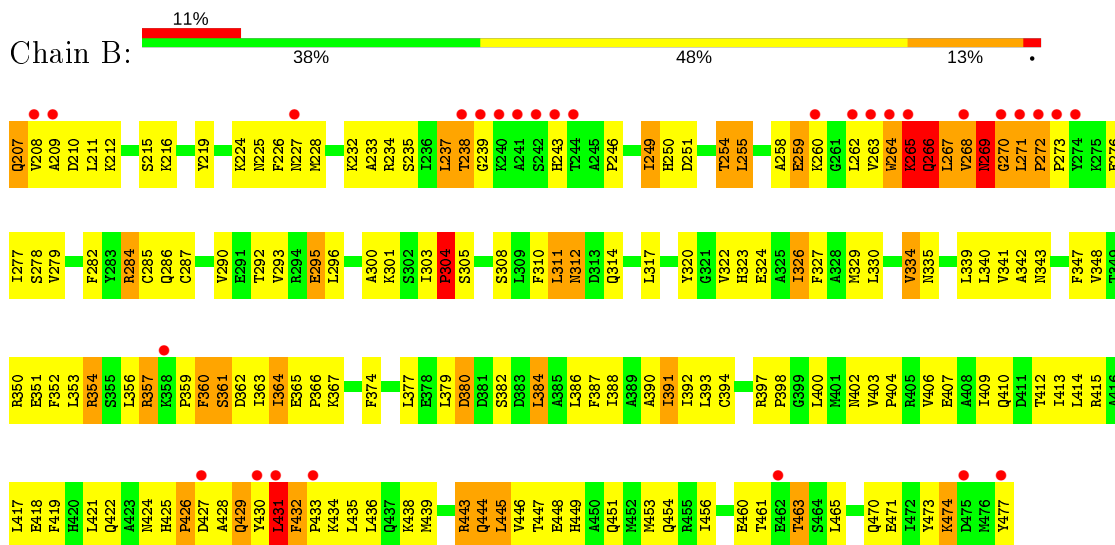 11%
Chain B:
38% 48% 13% .
Q207 V208 A209 D210 L211 K212 S215 K216 Y219 K224 N225 F226 N227 M228 K232 A233 R234 S235 I236 L237 T238 G239 K240 A241 S242 H243 T244 A245 P246 I249 H250 D251 T254 L255 A258 E259 K260 G261 L262 V263 W264 K265 Q266 L267 V268 N269 G270 L271 P272 P273 Y274 K275 E276
I277 S278 V279 F282 Y283 R284 C285 Q286 C287 V290 E291 T292 V293 R294 E295 L296 A300 K301 S302 I303 P304 S305 S308 L309 F310 L311 N312 D313 Q314 L317 Y320 G321 V322 H323 E324 A325 I326 F327 A328 M329 L330 V334 N335 L339 L340 V341 A342 N343 F347 V348 T349
R350 E351 F352 L353 R354 S355 L356 R357 K358 P359 F360 S361 D362 I363 I364 E365 P366 K367 F374 L377 E378 L379 D380 D381 S382 D383 L384 A385 L386 F387 I388 A389 A390 I391 I392 L393 C394 R397 P398 G399 L400 M401 N402 V403 P404 R405 V406 E407 A408 I409 Q410 D411 T412 I413 L414 R415 A416
L417 E418 F419 H420 L421 Q422 A423 N424 H425 P426 D427 A428 Q429 Y430 L431 F432 P433 K434 L435 L436 Q437 K438 M439 R443 Q444 L445 V446 T447 E448 H449 A450 Q451 M452 M453 Q454 R455 I456 E460 T461 E462 T463 S464 L465 Q470 E471 I472 Y473 K474 D475 M476 Y477